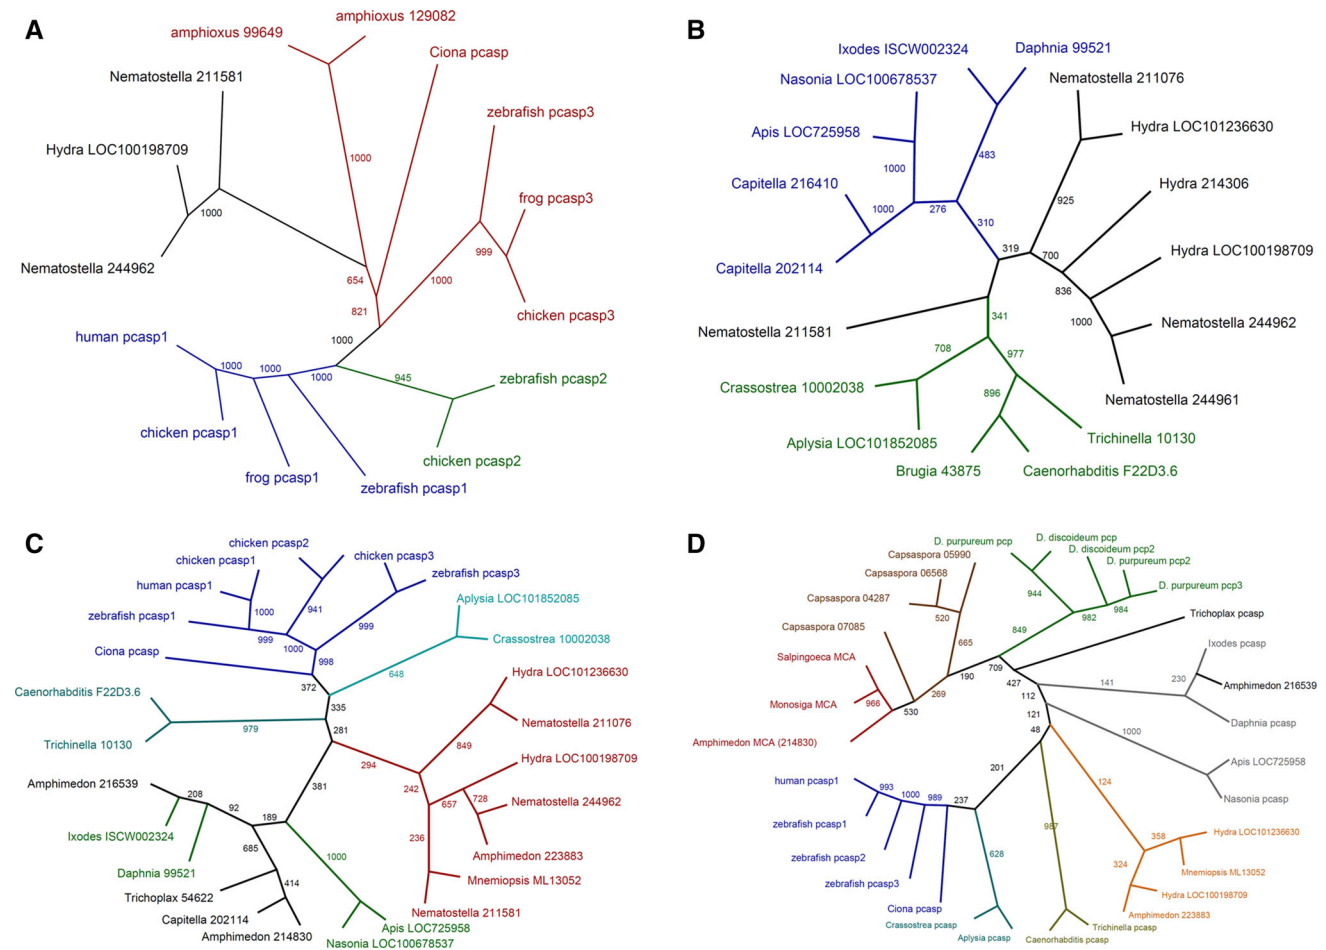 A
amphioxus 129082
amphioxus 99649
Ciona pcasp
Nematostella 211581
zebrafish pcasp3
Hydra LOC100198709
1000
frog pcasp3
1000
999
Nematostella 244962
654
1000
chicken pcasp3
821
human pcasp1
1000
1000
1000
1000
945
zebrafish pcasp2
chicken pcasp1
chicken pcasp2
frog pcasp1
zebrafish pcasp1
B
Ixodes ISCW002324
Daphnia 99521
Nasonia LOC100678537
Nematostella 211076
Apis LOC725958
Hydra LOC101236630
483
1000
Capitella 216410
Hydra 214306
925
1000
276
310
Hydra LOC100198709
319
700
Capitella 202114
836
341
1000
Nematostella 244962
Nematostella 211581
708
977
Crassostrea 10002038
896
Nematostella 244961
Aplysia LOC101852085
Trichinella 10130
Brugia 43875
Caenorhabditis F22D3.6
C
chicken pcasp2
chicken pcasp1
chicken pcasp3
human pcasp1
zebrafish pcasp3
Aplysia LOC101852085
zebrafish pcasp1
1000
941
999
999
Crassostrea 10002038
1000
Ciona pcasp
998
648
Hydra LOC101236630
372
Caenorhabditis F22D3.6
335
Nematostella 211076
979
281
Trichinella 10130
849
294
Hydra LOC100198709
Amphimedon 216539
381
242
208
657
728
Nematostella 244962
92
189
Ixodes ISCW002324
236
685
1000
Amphimedon 223883
Daphnia 99521
414
Mnemiopsis ML13052
Trichoplax 54622
Capitella 202114
Nematostella 211581
Amphimedon 214830
Apis LOC725958
Nasonia LOC100678537
D
D. purpureum pcp
D. discoideum pcp
Capsaspora 05990
D. discoideum pcp2
D. purpureum pcp2
Capsaspora 06568
D. purpureum pcp3
Capsaspora 04287
944
984
520
982
Trichoplax pcasp
Capsaspora 07085
849
665
Ixodes pcasp
Salpingoeca MCA
709
190
427
141
230
Amphimedon 216539
966
269
112
Monosiga MCA
530
121
Daphnia pcasp
48
1000
Amphimedon MCA (214830)
Apis LOC725958
201
human pcasp1
993
1000
989
237
124
Nasonia pcasp
zebrafish pcasp1
987
358
Hydra LOC101236630
zebrafish pcasp2
628
324
Mnemiopsis ML13052
zebrafish pcasp3
Hydra LOC100198709
Ciona pcasp
Amphimedon 223883
Crassostrea pcasp
Trichinella pcasp
Aplysia pcasp
Caenorhabditis pcasp